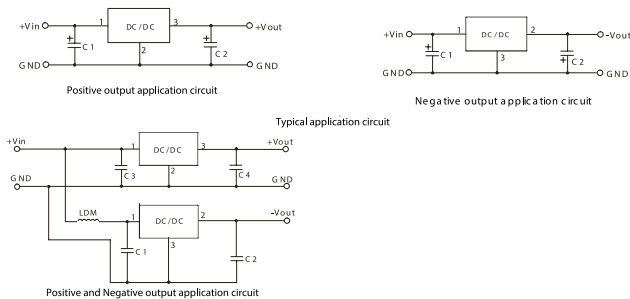 +Vin 1 DC/DC 3 +Vout
+ C1 2 + C2
GND GND
Positive output application circuit
+Vin 1 DC/DC 2 -Vout
+ C1 3 + C2
GND GND
Negative output application circuit
Typical application circuit
+Vin 1 DC/DC 3 +Vout
C3 2 C4
GND GND
LDM 1 DC/DC 2 -Vout
C1 3 C2
Positive and Negative output application circuit